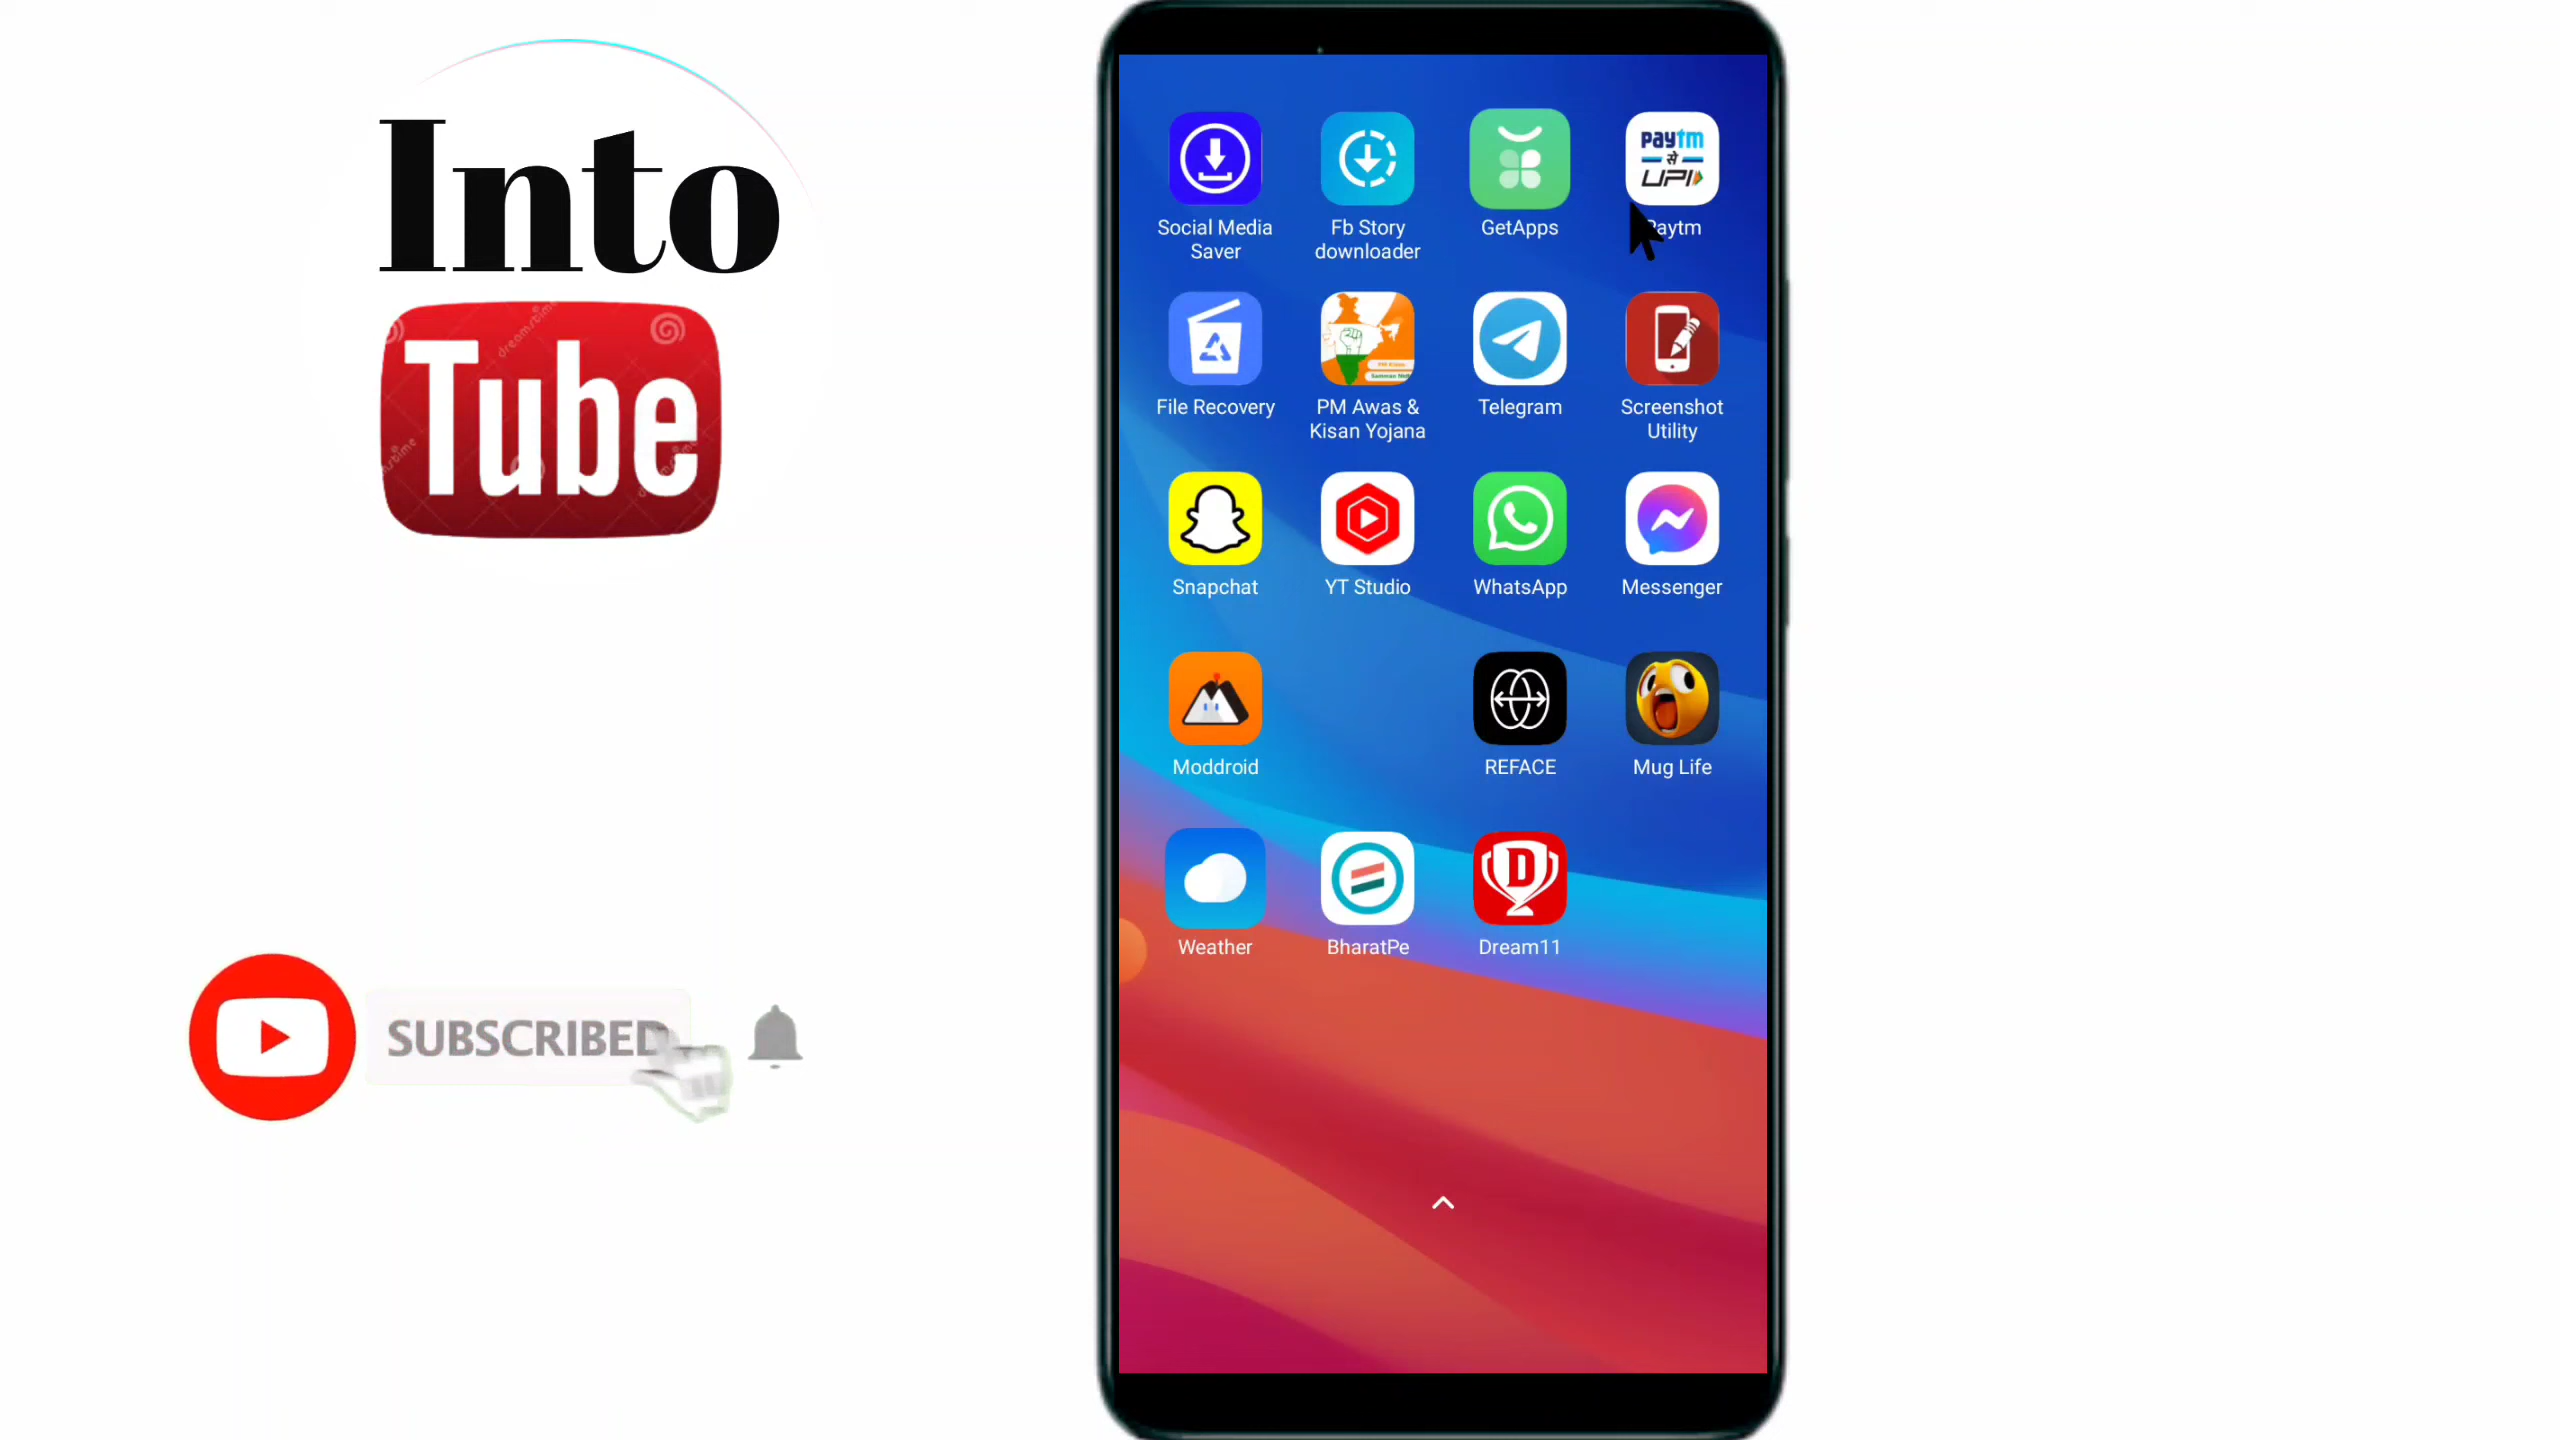 Into
Tube
dreamstime
SUBSCRIBED
paytm
से
UPI
Social Media
Saver
Fb Story
downloader
GetApps
Paytm
File Recovery
PM Awas &
Kisan Yojana
Telegram
Screenshot
Utility
Snapchat
YT Studio
WhatsApp
Messenger
Moddroid
REFACE
Mug Life
D
Weather
BharatPe
Dream11